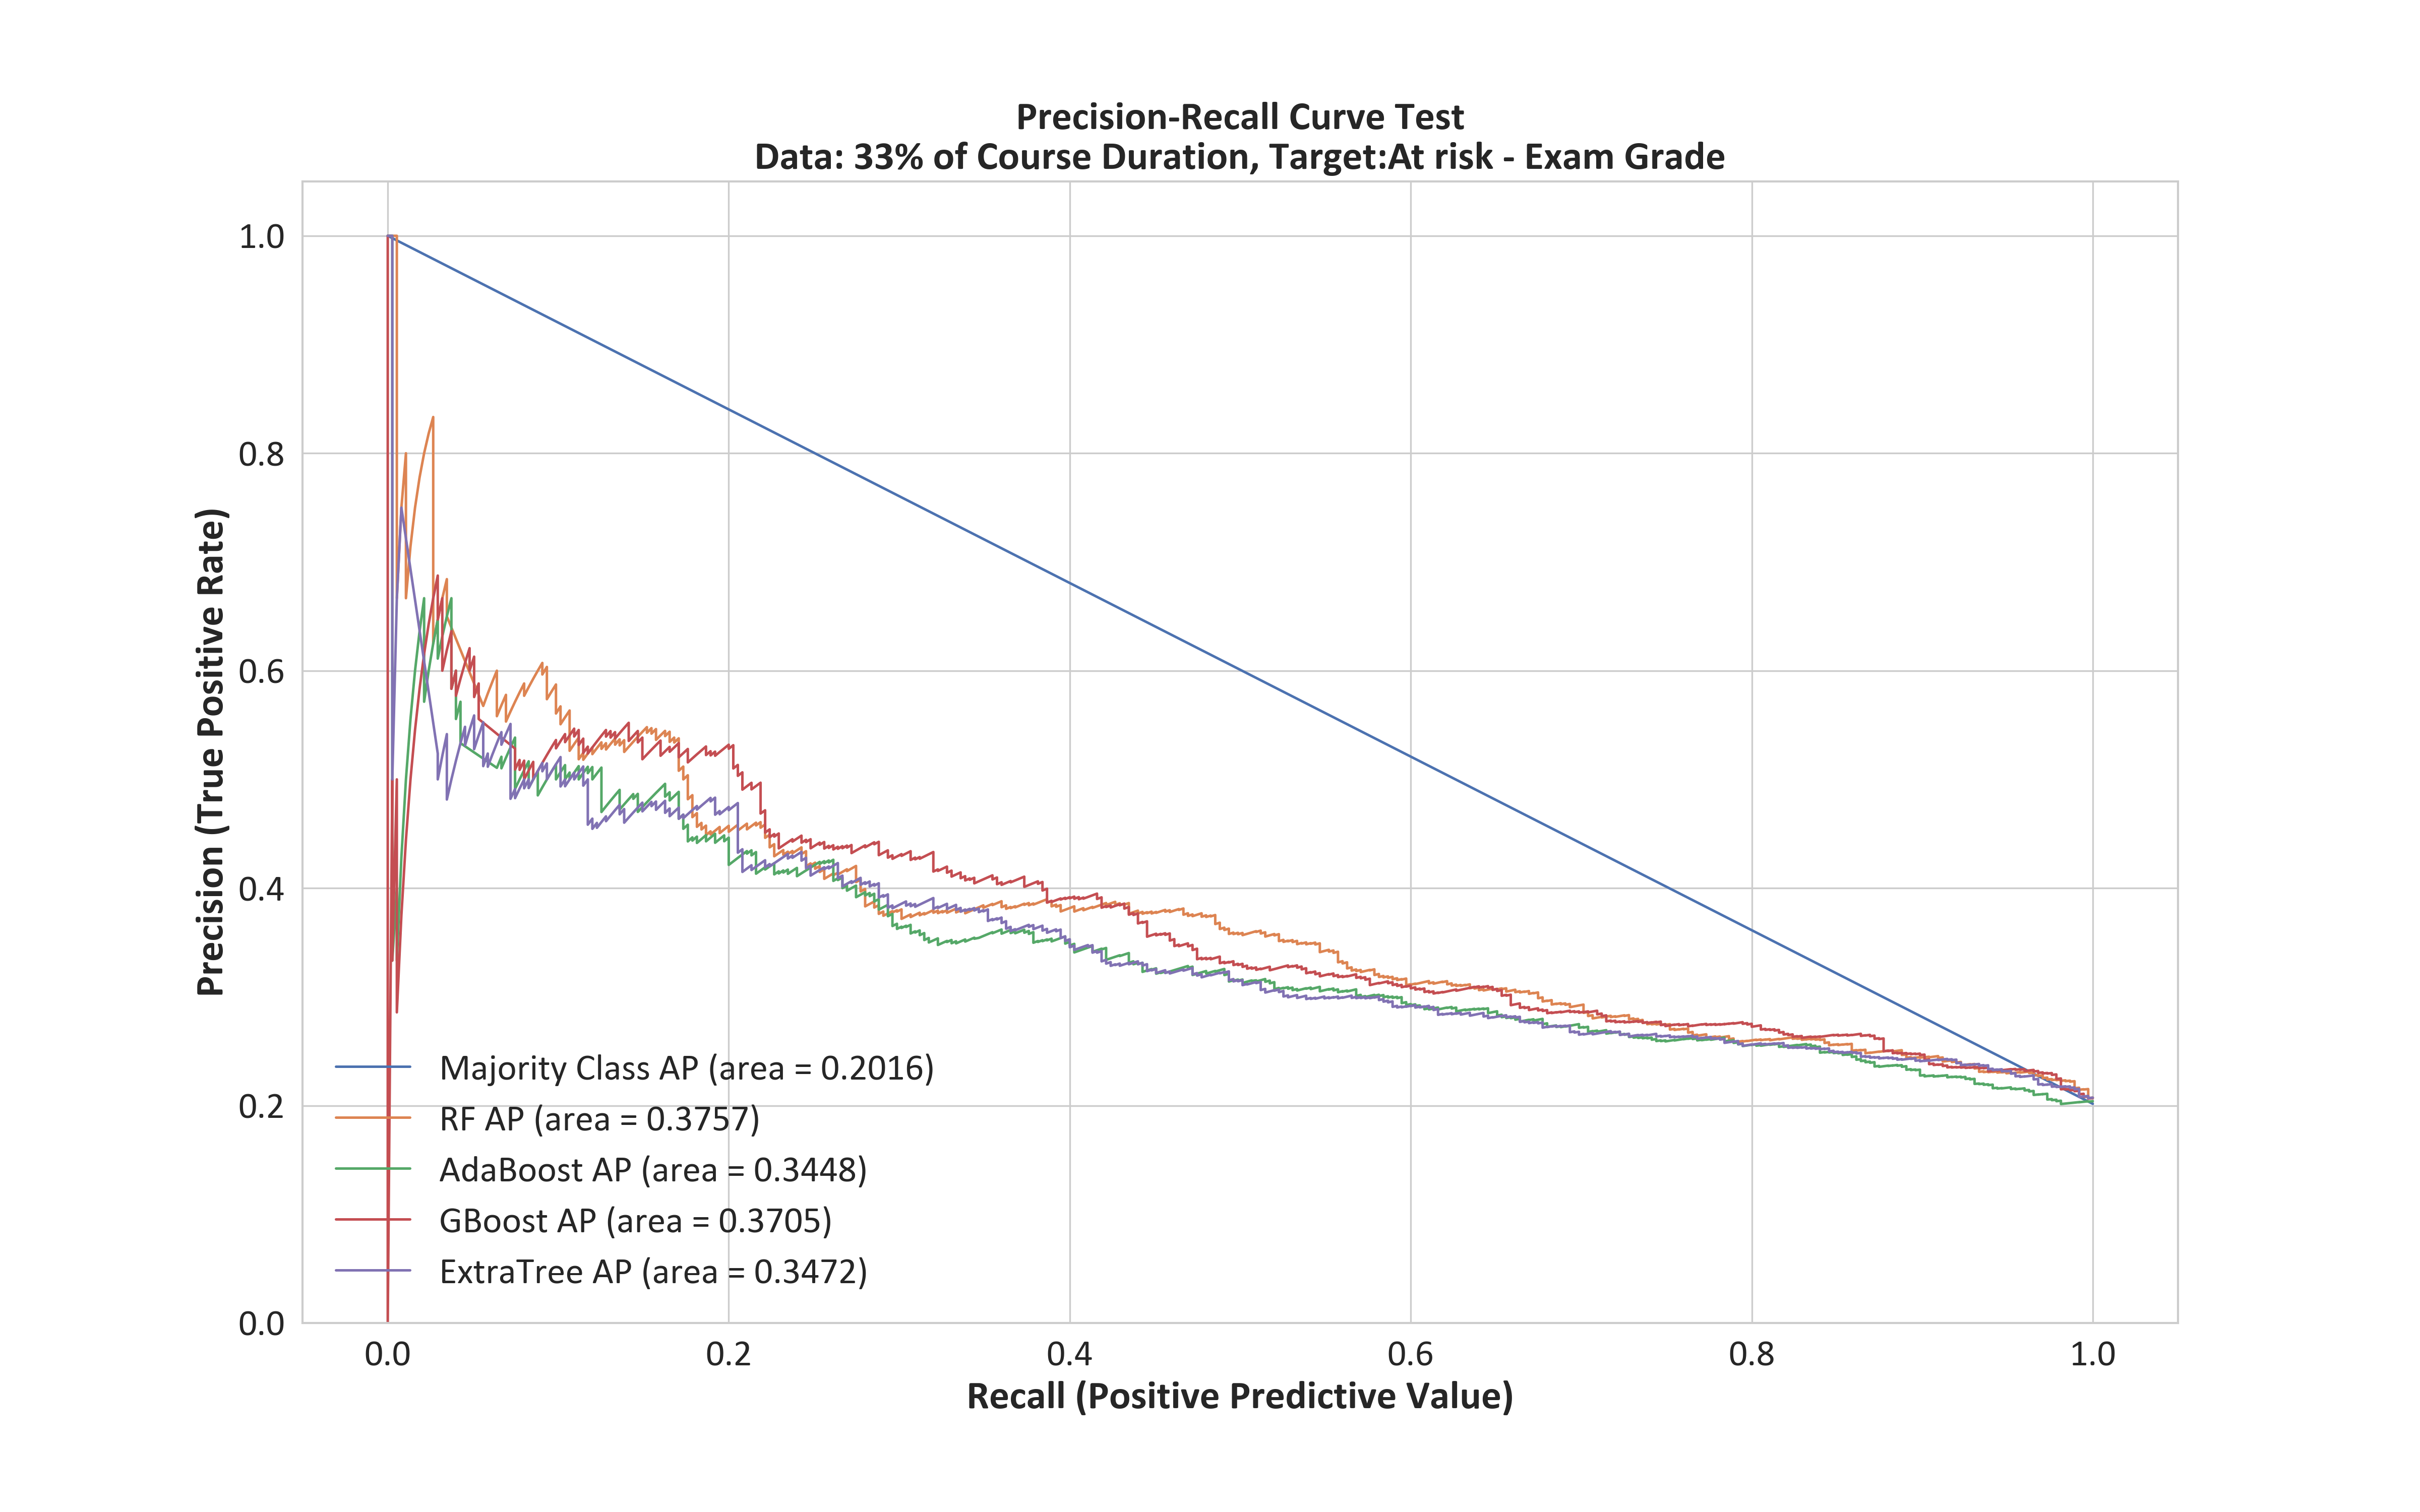 Precision-Recall Curve Test
Data: 33% of Course Duration, Target:At risk - Exam Grade
Precision (True Positive Rate)
1.0
0.8
0.6
0.4
0.2
0.0
Majority Class AP (area = 0.2016)
RF AP (area = 0.3757)
AdaBoost AP (area = 0.3448)
GBoost AP (area = 0.3705)
ExtraTree AP (area = 0.3472)
0.0 0.2 0.4 0.6 0.8 1.0
Recall (Positive Predictive Value)